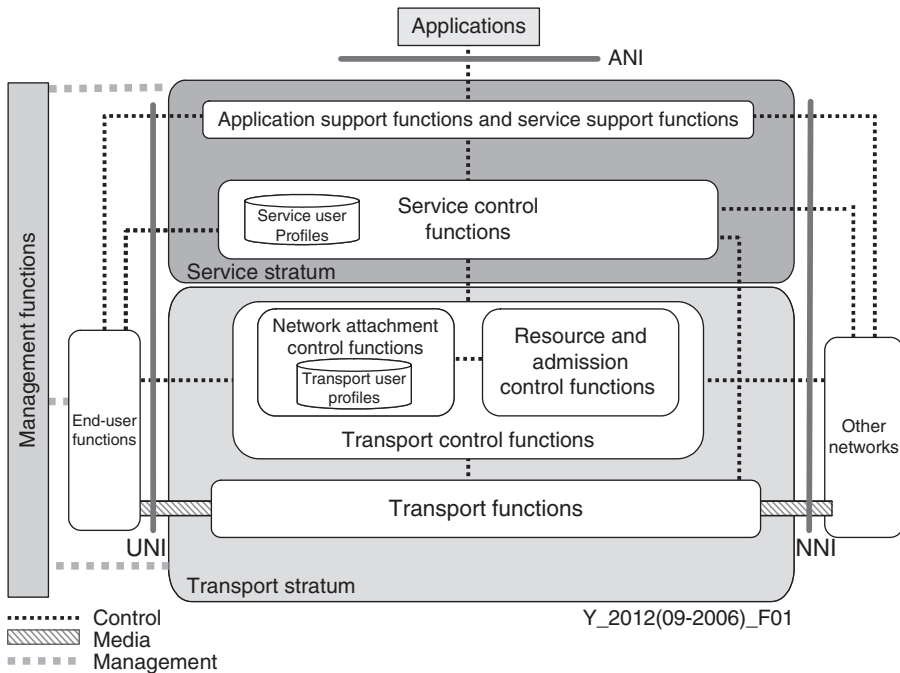 Applications
ANI
Application support functions and service support functions
Service user
Profiles
Service control
functions
Service stratum
Management functions
Network attachment
control functions
Transport user
profiles
Resource and
admission
control functions
Transport control functions
End-user
functions
Other
networks
Transport functions
UNI
NNI
Transport stratum
Y_2012(09-2006)_F01
Control
Media
Management